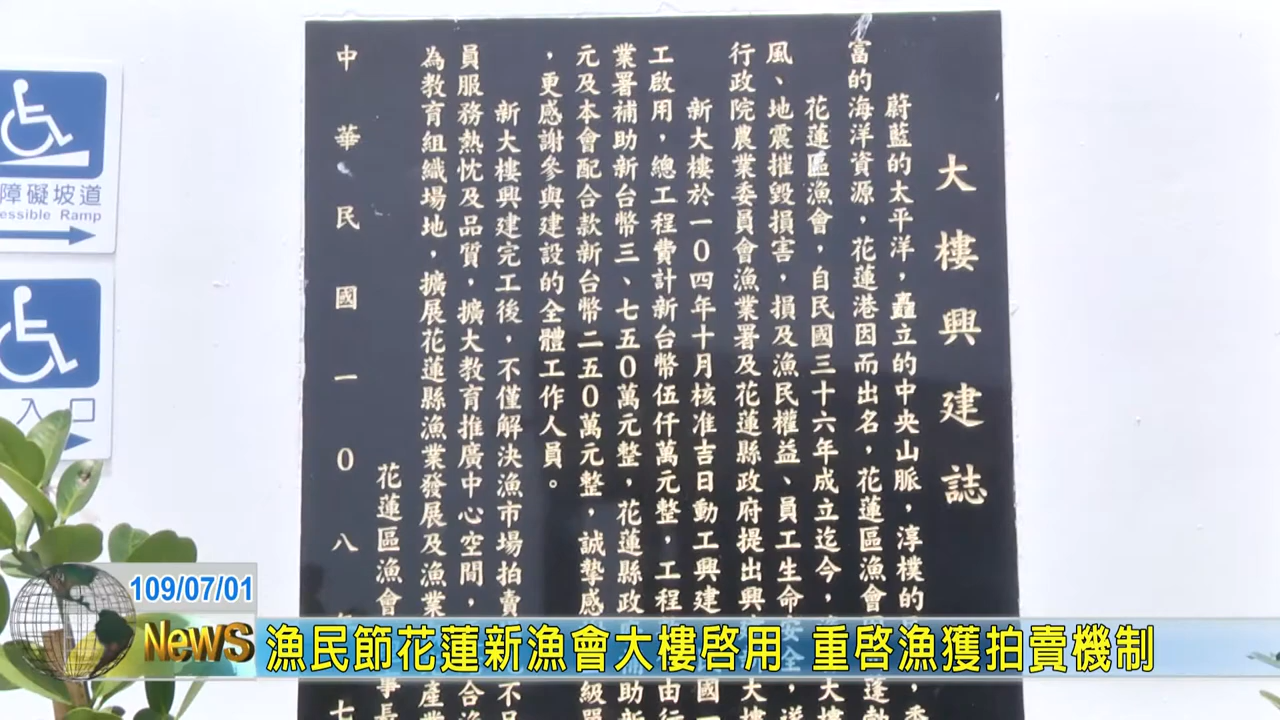 大樓興建誌
蔚藍的太平洋，矗立的中央山脈，淳樸的
富的海洋資源，花蓮港因而出名，花蓮區漁會
花蓮區漁會，自民國三十六年成立迄今，
風、地震摧毀損害，損及漁民權益、員工生命安全，
行政院農業委員會漁業署及花蓮縣政府提出興
新大樓於一０四年十月核准吉日動工興建
工啟用，總工程費計新台幣伍仟萬元整，工程
業署補助新台幣三、七五０萬元整，花蓮縣政
元及本會配合款新台幣二五０萬元整，誠摯感
，更感謝參與建設的全體工作人員。
新大樓興建完工後，不僅解決漁市場拍賣
員服務熱忱及品質，擴大教育推廣中心空間，
為教育組織場地，擴展花蓮縣漁業發展及漁業
花蓮區漁會
中華民國一０八
障礙坡道
essible Ramp
入口
109/07/01
NewS
漁民節花蓮新漁會大樓啓用 重啓漁獲拍賣機制